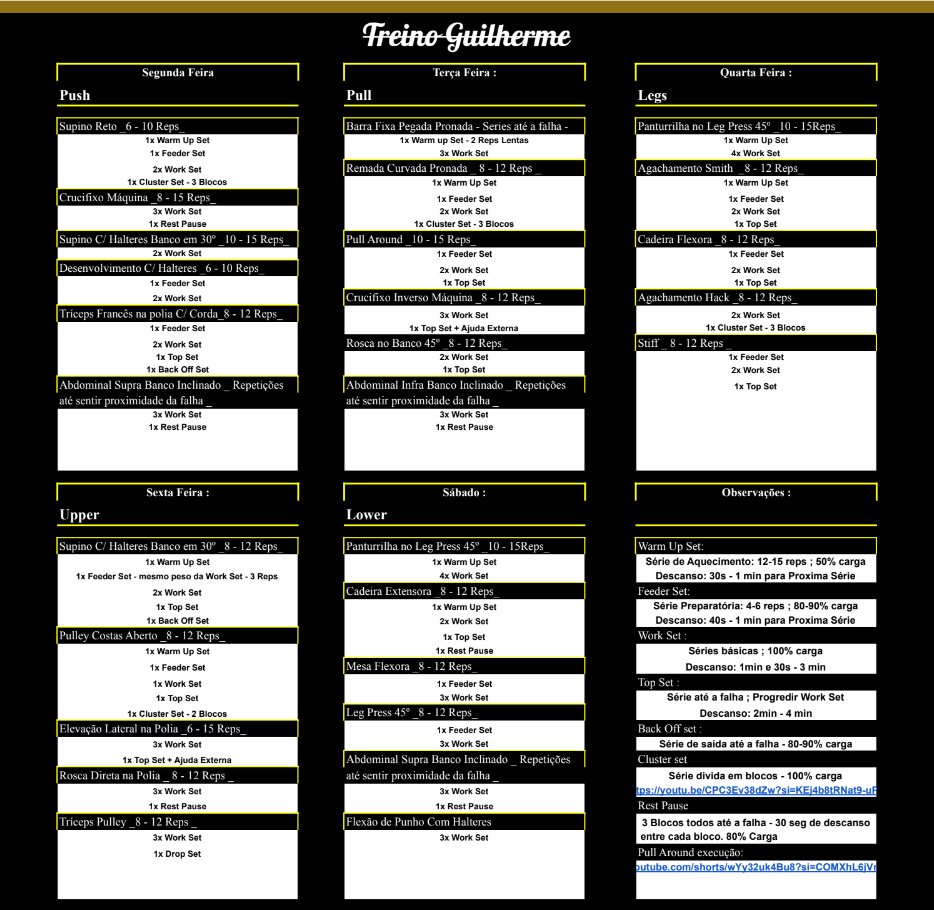 Treino Guilherme
Segunda Feira
Push
Supino Reto _6 - 10 Reps_
1x Warm Up Set
1x Feeder Set
2x Work Set
1x Cluster Set - 3 Blocos
Crucifixo Máquina _8 - 15 Reps_
3x Work Set
1x Rest Pause
Supino C/ Halteres Banco em 30º _10 - 15 Reps_
2x Work Set
Desenvolvimento C/ Halteres _6 - 10 Reps_
1x Feeder Set
2x Work Set
Tríceps Francês na polia C/ Corda_8 - 12 Reps_
1x Feeder Set
2x Work Set
1x Top Set
1x Back Off Set
Abdominal Supra Banco Inclinado _ Repetições
até sentir proximidade da falha _
3x Work Set
1x Rest Pause
Terça Feira :
Pull
Barra Fixa Pegada Pronada - Series até a falha -
1x Warm up Set - 2 Reps Lentas
3x Work Set
Remada Curvada Pronada _ 8 - 12 Reps _
1x Warm Up Set
1x Feeder Set
2x Work Set
1x Cluster Set - 3 Blocos
Pull Around _10 - 15 Reps_
1x Feeder Set
2x Work Set
1x Top Set
Crucifixo Inverso Máquina _8 - 12 Reps_
3x Work Set
1x Top Set + Ajuda Externa
Rosca no Banco 45º _8 - 12 Reps_
2x Work Set
1x Top Set
Abdominal Infra Banco Inclinado _ Repetições
até sentir proximidade da falha _
3x Work Set
1x Rest Pause
Quarta Feira :
Legs
Panturrilha no Leg Press 45º _10 - 15Reps_
1x Warm Up Set
4x Work Set
Agachamento Smith _8 - 12 Reps_
1x Warm Up Set
1x Feeder Set
2x Work Set
1x Top Set
Cadeira Flexora _8 - 12 Reps_
1x Feeder Set
2x Work Set
1x Top Set
Agachamento Hack _8 - 12 Reps_
2x Work Set
1x Cluster Set - 3 Blocos
Stiff _ 8 - 12 Reps_
1x Feeder Set
2x Work Set
1x Top Set
Sexta Feira :
Upper
Supino C/ Halteres Banco em 30º _8 - 12 Reps_
1x Warm Up Set
1x Feeder Set - mesmo peso da Work Set - 3 Reps
2x Work Set
1x Top Set
1x Back Off Set
Pulley Costas Aberto _8 - 12 Reps_
1x Warm Up Set
1x Feeder Set
1x Work Set
1x Top Set
1x Cluster Set - 2 Blocos
Elevação Lateral na Polia _6 - 15 Reps_
3x Work Set
1x Top Set + Ajuda Externa
Rosca Direta na Polia _ 8 - 12 Reps _
3x Work Set
1x Rest Pause
Tríceps Pulley _8 - 12 Reps _
3x Work Set
1x Drop Set
Sábado :
Lower
Panturrilha no Leg Press 45º _10 - 15Reps_
1x Warm Up Set
4x Work Set
Cadeira Extensora _8 - 12 Reps_
1x Warm Up Set
2x Work Set
1x Top Set
1x Rest Pause
Mesa Flexora _8 - 12 Reps_
1x Feeder Set
3x Work Set
Leg Press 45º _8 - 12 Reps_
1x Feeder Set
3x Work Set
Abdominal Supra Banco Inclinado _ Repetições
até sentir proximidade da falha _
3x Work Set
1x Rest Pause
Flexão de Punho Com Halteres
3x Work Set
Observações :
Warm Up Set:
Série de Aquecimento: 12-15 reps ; 50% carga
Descanso: 30s - 1 min para Proxima Série
Feeder Set:
Série Preparatória: 4-6 reps ; 80-90% carga
Descanso: 40s - 1 min para Proxima Série
Work Set :
Séries básicas ; 100% carga
Descanso: 1min e 30s - 3 min
Top Set :
Série até a falha ; Progredir Work Set
Descanso: 2min - 4 min
Back Off set :
Série de saída até a falha - 80-90% carga
Cluster set
Série divida em blocos - 100% carga
tps://youtu.be/CPC3Ev38dZw?si=KEj4b8tRNat9-uF
Rest Pause
3 Blocos todos até a falha - 30 seg de descanso
entre cada bloco. 80% Carga
Pull Around execução:
outube.com/shorts/wYy32uk4Bu8?si=COMXhL6jVr